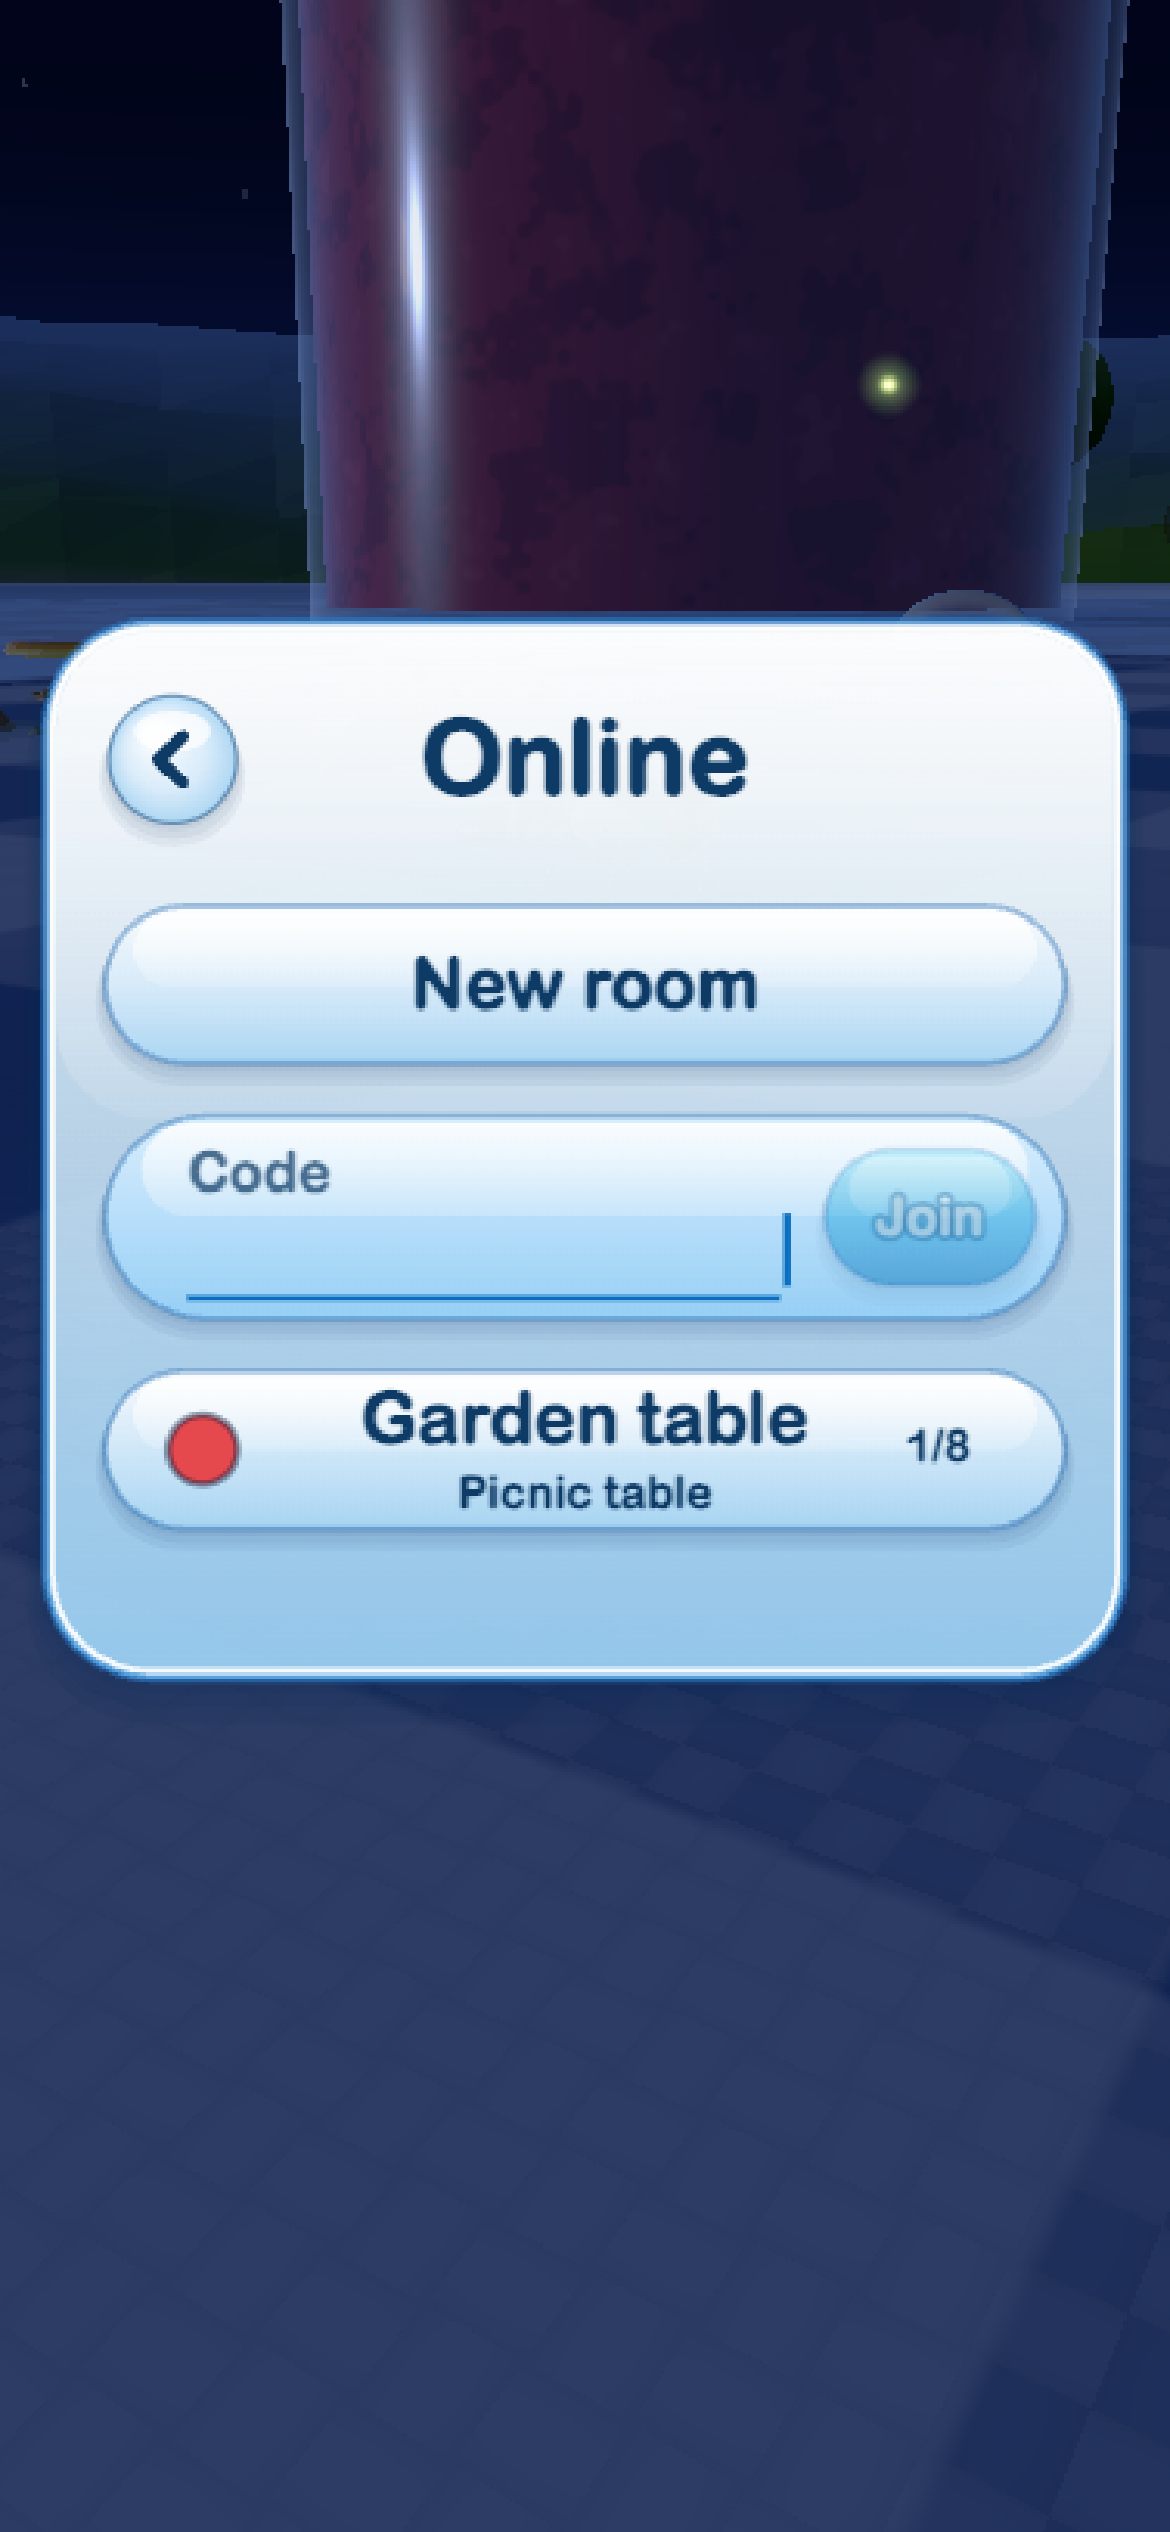 Online
New room
Code
Join
Garden table
1/8
Picnic table